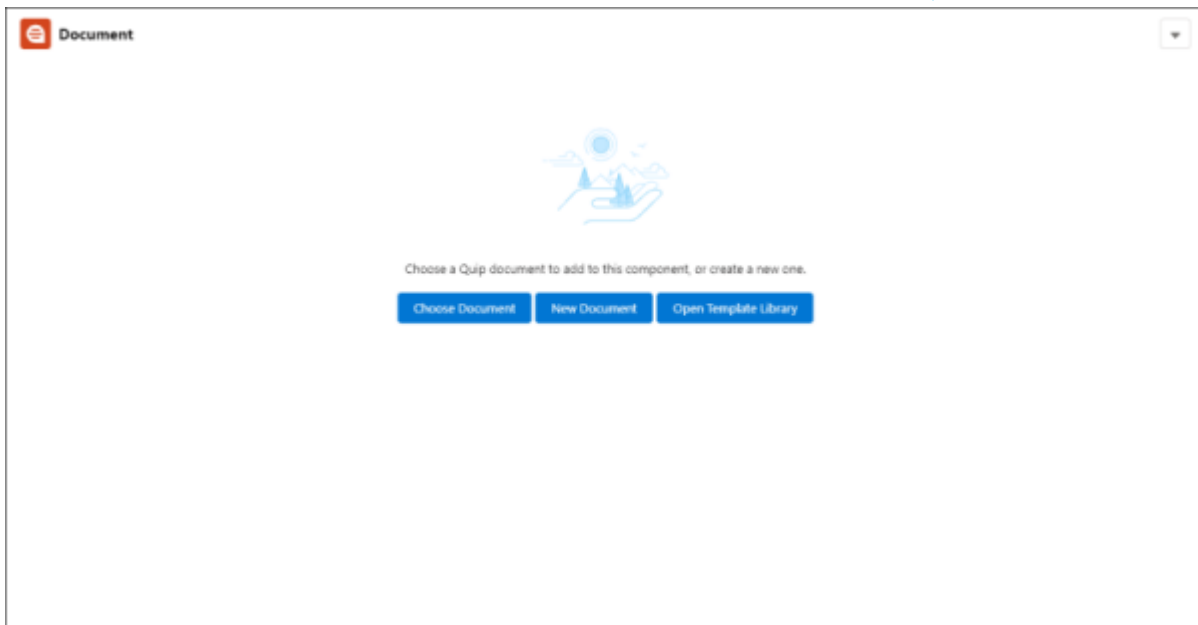 Document
Choose a Quip document to add to this component, or create a new one.
Choose Document New Document Open Template Library